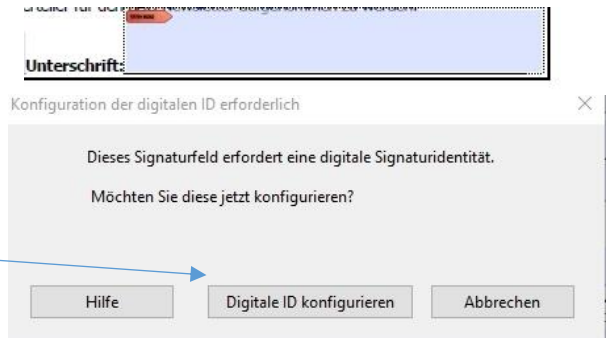 Unterschrift:
Konfiguration der digitalen ID erforderlich
Dieses Signaturfeld erfordert eine digitale Signaturidentität.
Möchten Sie diese jetzt konfigurieren?
Hilfe
Digitale ID konfigurieren
Abbrechen